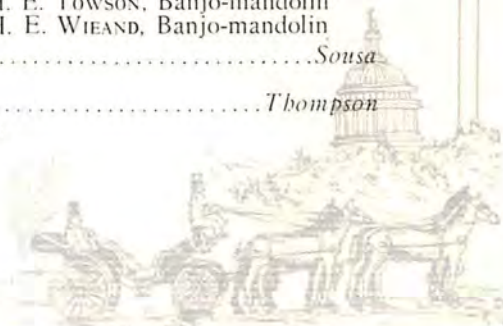 . E. TOWSON, Banjo-mandolin
. E. WIEAND, Banjo-mandolin
........................Sousa
........................Thompson